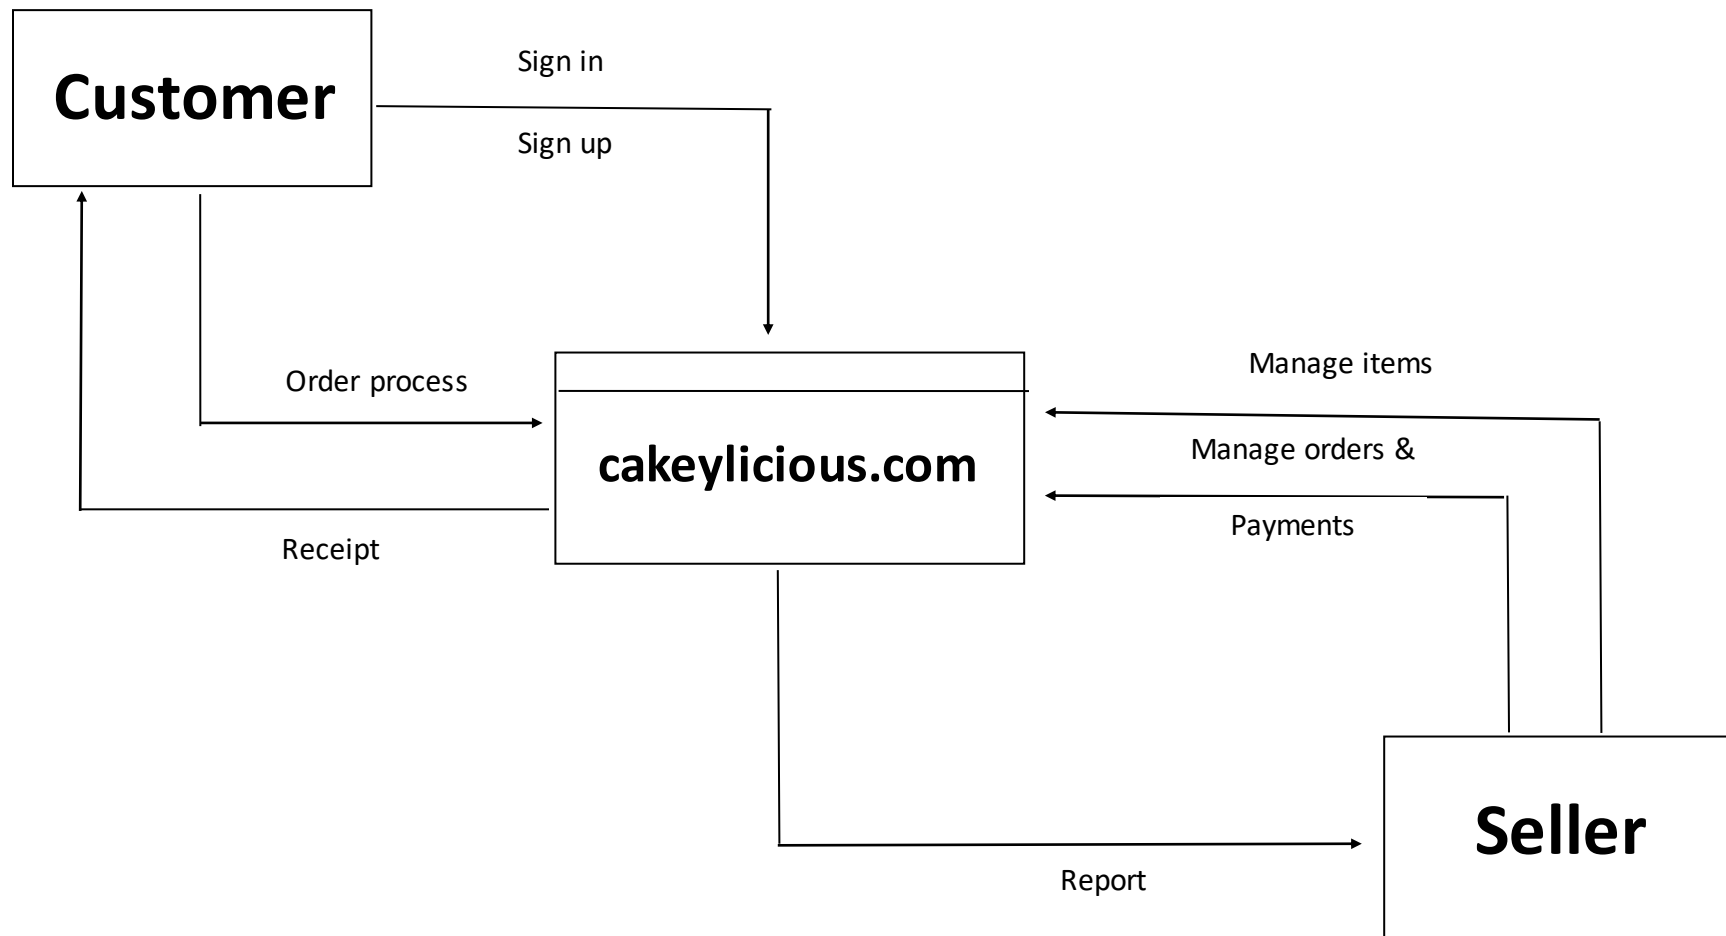 Customer
Sign in
Sign up
Order process
cakeylicious.com
Receipt
Manage items
Manage orders &
Payments
Seller
Report